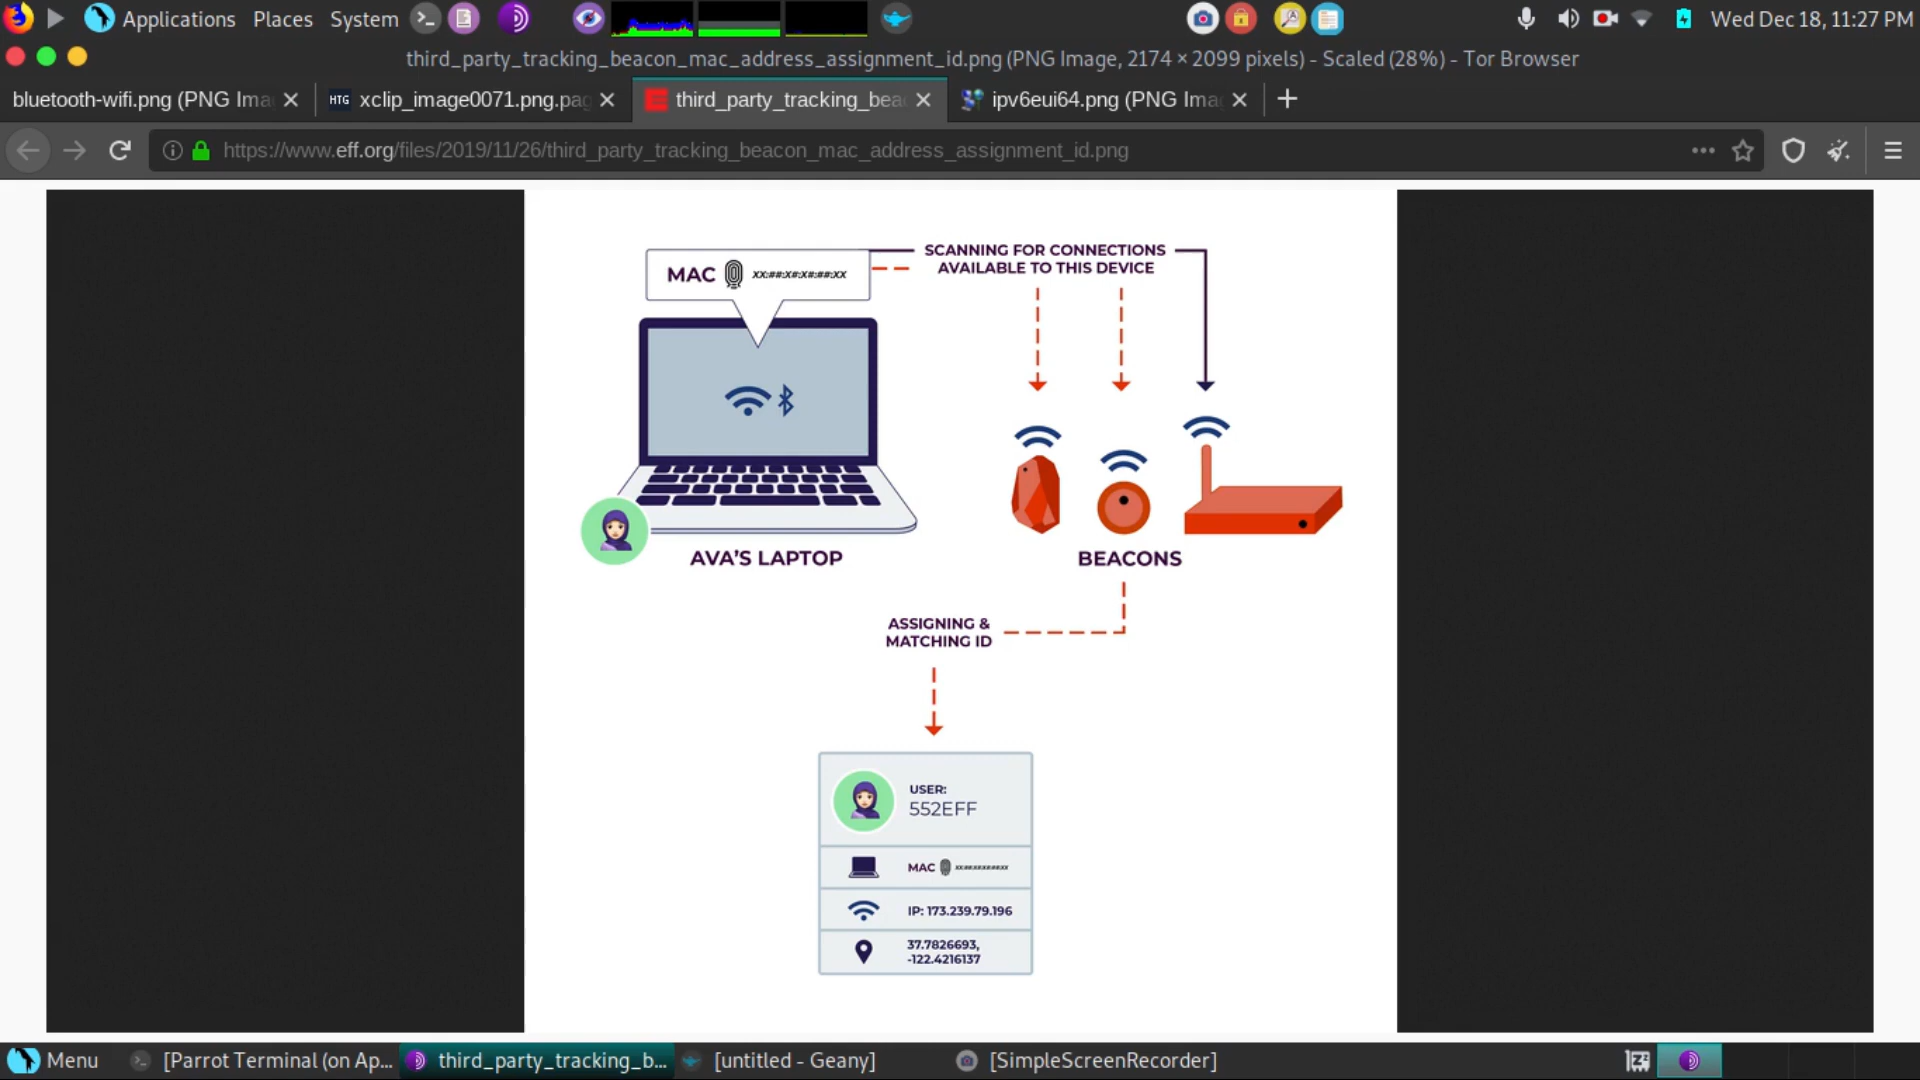 Applications Places System
Wed Dec 18, 11:27 PM
third_party_tracking_beacon_mac_address_assignment_id.png (PNG Image, 2174 × 2099 pixels) - Scaled (28%) - Tor Browser
bluetooth-wifi.png (PNG Ima
HTG xclip_image0071.png.pag
third_party_tracking_bea
ipv6eui64.png (PNG Ima
https://www.eff.org/files/2019/11/26/third_party_tracking_beacon_mac_address_assignment_id.png
MAC XX:##:X#:X#:##:XX
SCANNING FOR CONNECTIONS
AVAILABLE TO THIS DEVICE
AVA'S LAPTOP
BEACONS
ASSIGNING &
MATCHING ID
USER:
552EFF
MAC
IP: 173.239.79.196
37.7826693,
-122.4216137
Menu
[Parrot Terminal (on Ap...
third_party_tracking_b...
[untitled - Geany]
[SimpleScreenRecorder]